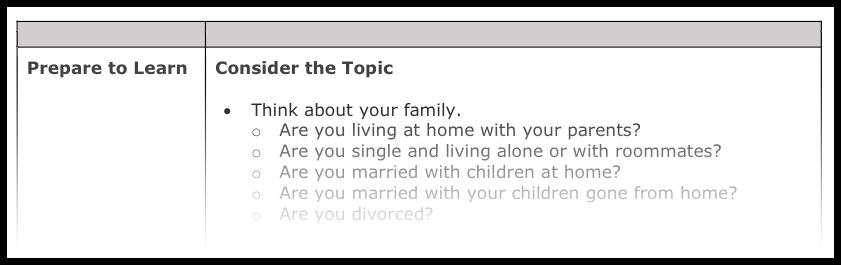 Prepare to Learn
Consider the Topic
• Think about your family.
○ Are you living at home with your parents?
○ Are you single and living alone or with roommates?
○ Are you married with children at home?
○ Are you married with your children gone from home?
○ Are you divorced?